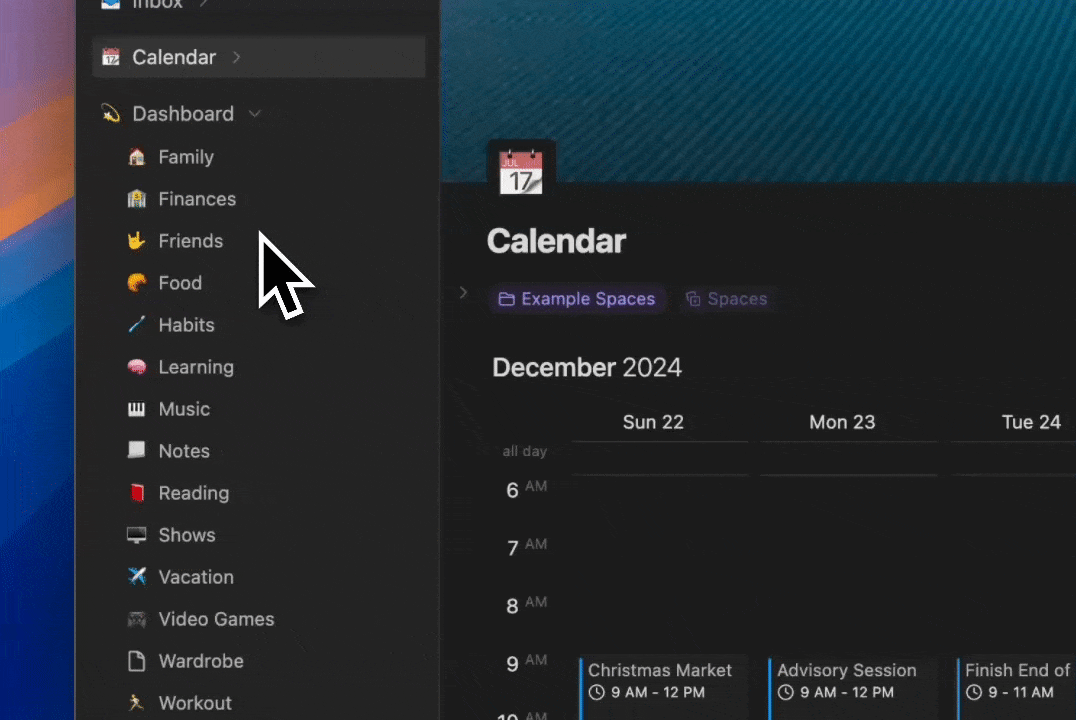 Inbox
Calendar
Dashboard
Family
Finances
Friends
Food
Habits
Learning
Music
Notes
Reading
Shows
Vacation
Video Games
Wardrobe
Workout
JUL
17
Calendar
Example Spaces
Spaces
December 2024
Sun 22
Mon 23
Tue 24
all day
6 AM
7 AM
8 AM
9 AM
Christmas Market
9 AM - 12 PM
Advisory Session
9 AM - 12 PM
Finish End of
9 - 11 AM
10 AM